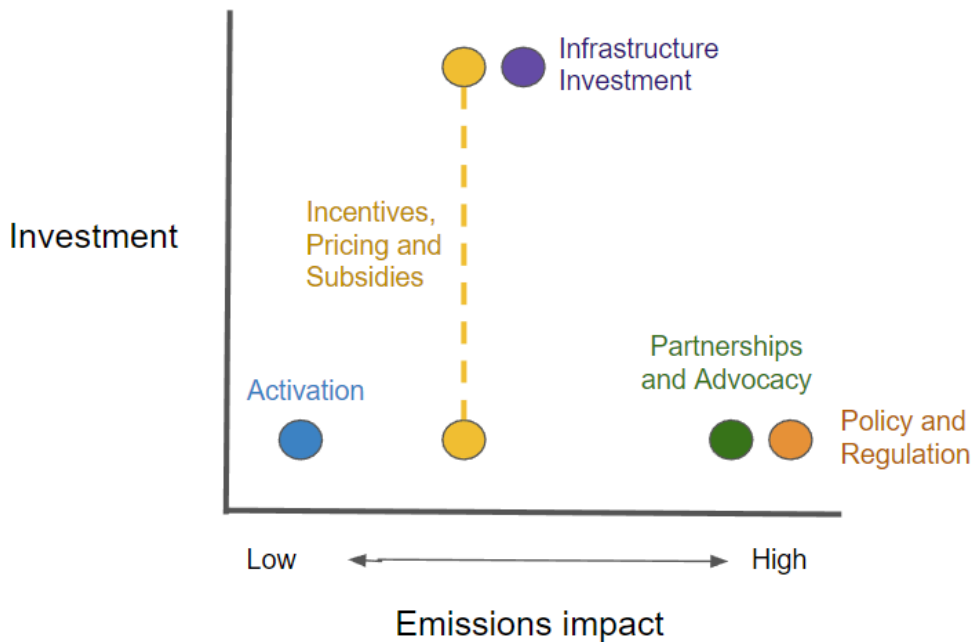 Infrastructure
Investment
Investment
Incentives,
Pricing and
Subsidies
Partnerships
and Advocacy
Activation
Policy and
Regulation
Low
High
Emissions impact